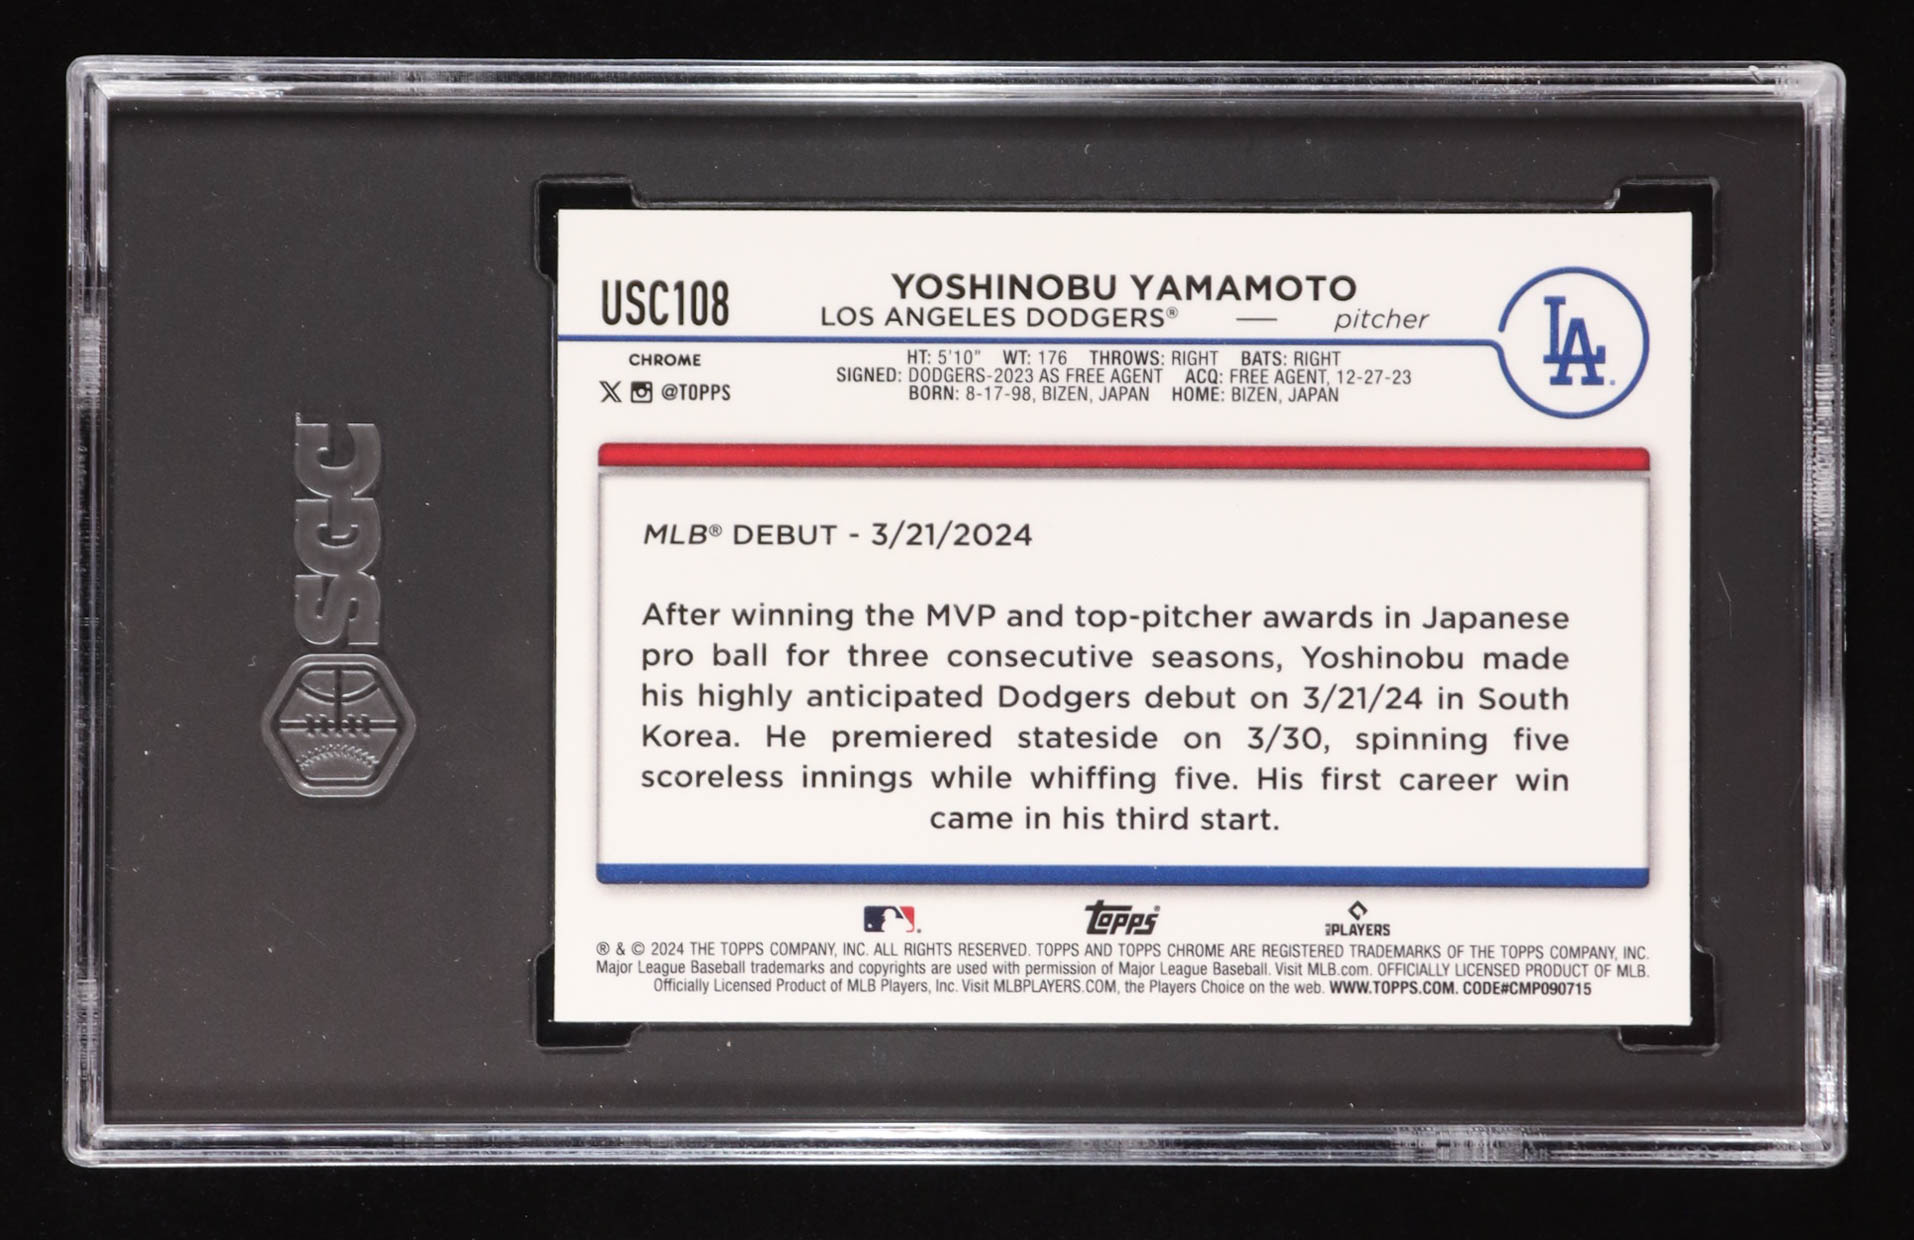 SGC
USC108
YOSHINOBU YAMAMOTO
LOS ANGELES DODGERS® — pitcher
LA
CHROME
@TOPPS
HT: 5'10" WT: 176 THROWS: RIGHT BATS: RIGHT
SIGNED: DODGERS-2023 AS FREE AGENT ACQ: FREE AGENT, 12-27-23
BORN: 8-17-98, BIZEN, JAPAN HOME: BIZEN, JAPAN
MLB® DEBUT - 3/21/2024
After winning the MVP and top-pitcher awards in Japanese
pro ball for three consecutive seasons, Yoshinobu made
his highly anticipated Dodgers debut on 3/21/24 in South
Korea. He premiered stateside on 3/30, spinning five
scoreless innings while whiffing five. His first career win
came in his third start.
Topps® MLB PLAYERS
® & © 2024 THE TOPPS COMPANY, INC. ALL RIGHTS RESERVED. TOPPS AND TOPPS CHROME ARE REGISTERED TRADEMARKS OF THE TOPPS COMPANY, INC.
Major League Baseball trademarks and copyrights are used with permission of Major League Baseball. Visit MLB.com. OFFICIALLY LICENSED PRODUCT OF MLB.
Officially Licensed Product of MLB Players, Inc. Visit MLBPLAYERS.COM, the Players Choice on the web. WWW.TOPPS.COM. CODE#CMP090715